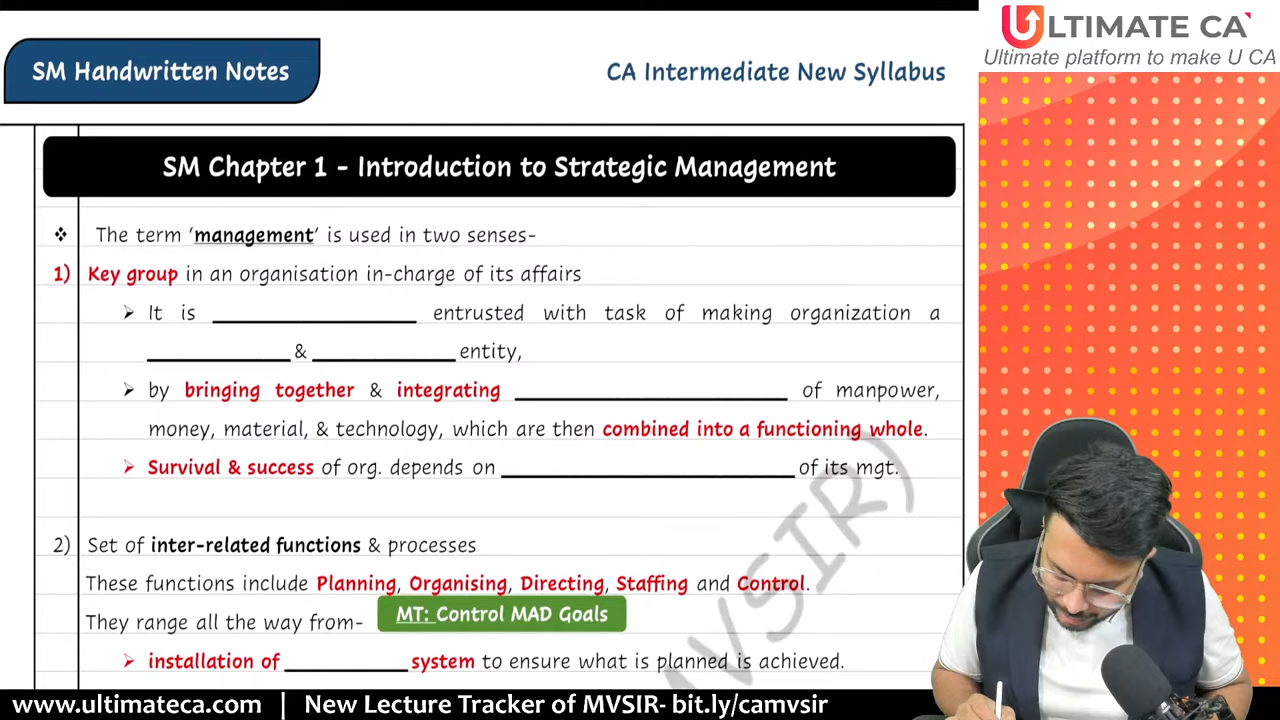 ULTIMATE CA
Ultimate platform to make U CA
SM Handwritten Notes
CA Intermediate New Syllabus
SM Chapter 1 - Introduction to Strategic Management
❖ The term ‘management’ is used in two senses-
1) Key group in an organisation in-charge of its affairs
➢ It is ____________ entrusted with task of making organization a
____________ & ____________ entity,
➢ by bringing together & integrating ____________ of manpower,
money, material, & technology, which are then combined into a functioning whole.
➢ Survival & success of org. depends on ____________ of its mgt.
2) Set of inter-related functions & processes
These functions include Planning, Organising, Directing, Staffing and Control.
MT: Control MAD Goals
They range all the way from-
➢ installation of ____________ system to ensure what is planned is achieved.
MVSIR)
www.ultimateca.com | New Lecture Tracker of MVSIR- bit.ly/camvsir